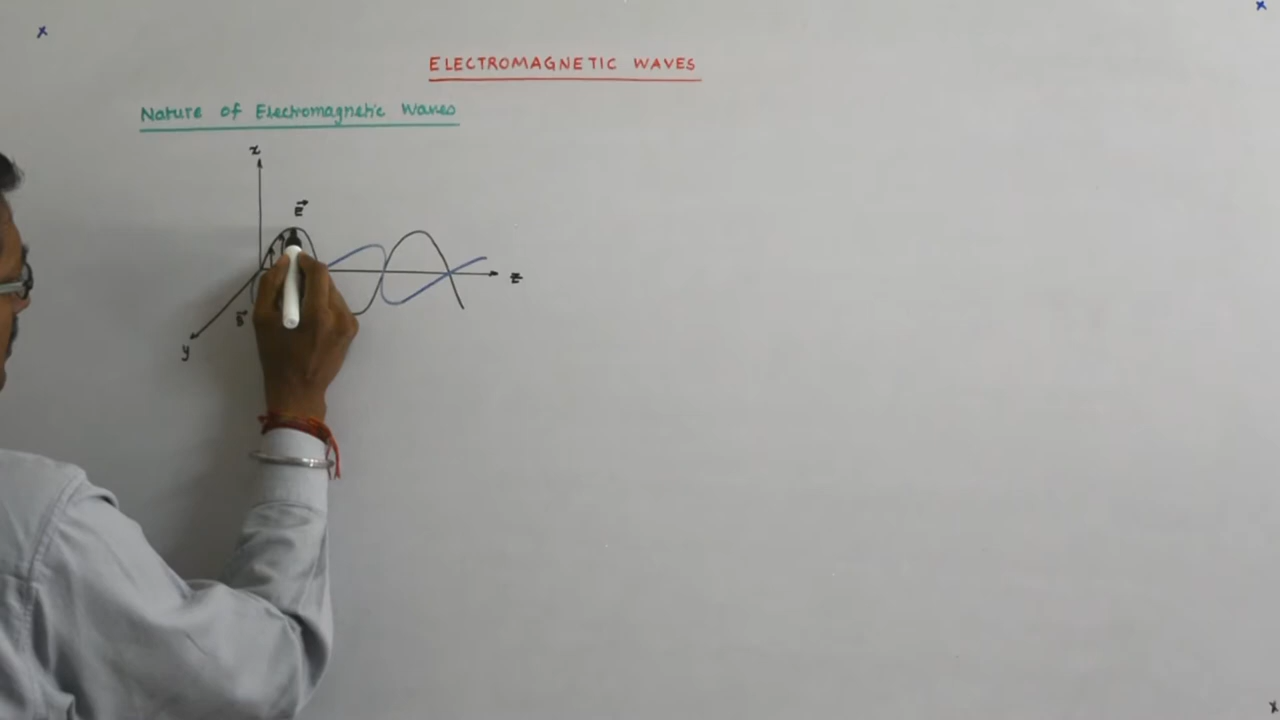 ELECTROMAGNETIC WAVES
Nature of Electromagnetic Waves
x
E
z
B
y